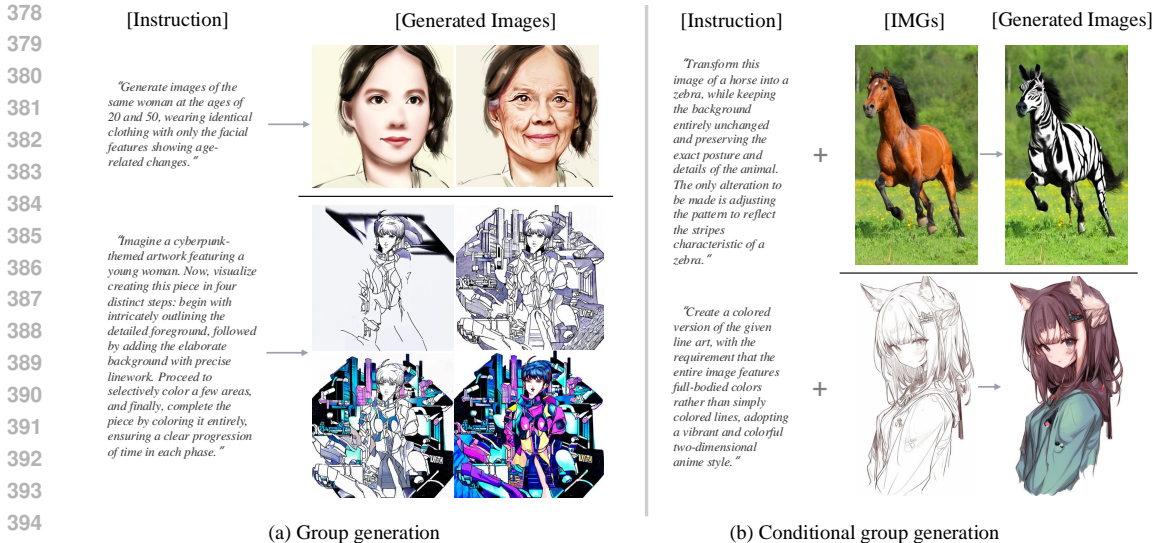 378
379
380
381
382
383
384
385
386
387
388
389
390
391
392
393
394
[Instruction]
[Generated Images]
"Generate images of the
same woman at the ages of
20 and 50, wearing identical
clothing with only the facial
features showing age-
related changes."
"Imagine a cyberpunk-
themed artwork featuring a
young woman. Now, visualize
creating this piece in four
distinct steps: begin with
intricately outlining the
detailed foreground, followed
by adding the elaborate
background with precise
linework. Proceed to
selectively color a few areas,
and finally, complete the
piece by coloring it entirely,
ensuring a clear progression
of time in each phase."
(a) Group generation
[Instruction]
[IMGs]
[Generated Images]
"Transform this
image of a horse into a
zebra, while keeping
the background
entirely unchanged
and preserving the
exact posture and
details of the animal.
The only alteration to
be made is adjusting
the pattern to reflect
the stripes
characteristic of a
zebra."
+
"Create a colored
version of the given
line art, with the
requirement that the
entire image features
full-bodied colors
rather than simply
colored lines, adopting
a vibrant and colorful
two-dimensional
anime style."
+
(b) Conditional group generation